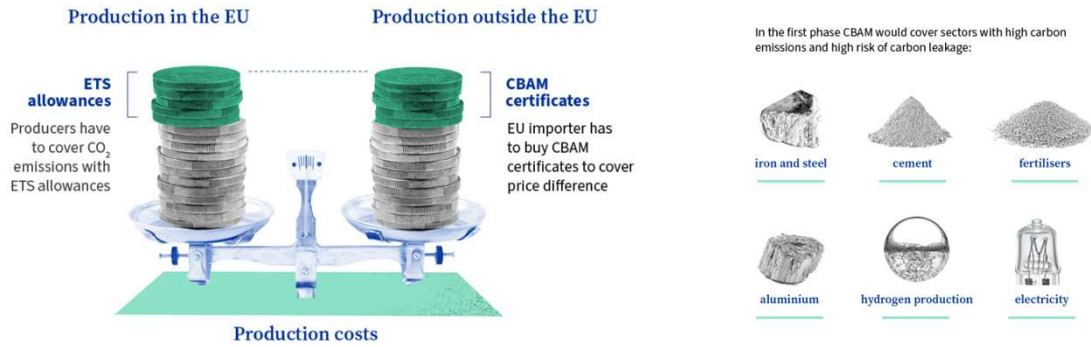 Production in the EU
Production outside the EU
ETS
allowances
Producers have
to cover CO₂
emissions with
ETS allowances
CBAM
certificates
EU importer has
to buy CBAM
certificates to cover
price difference
Production costs
In the first phase CBAM would cover sectors with high carbon
emissions and high risk of carbon leakage:
iron and steel
cement
fertilisers
aluminium
hydrogen production
electricity